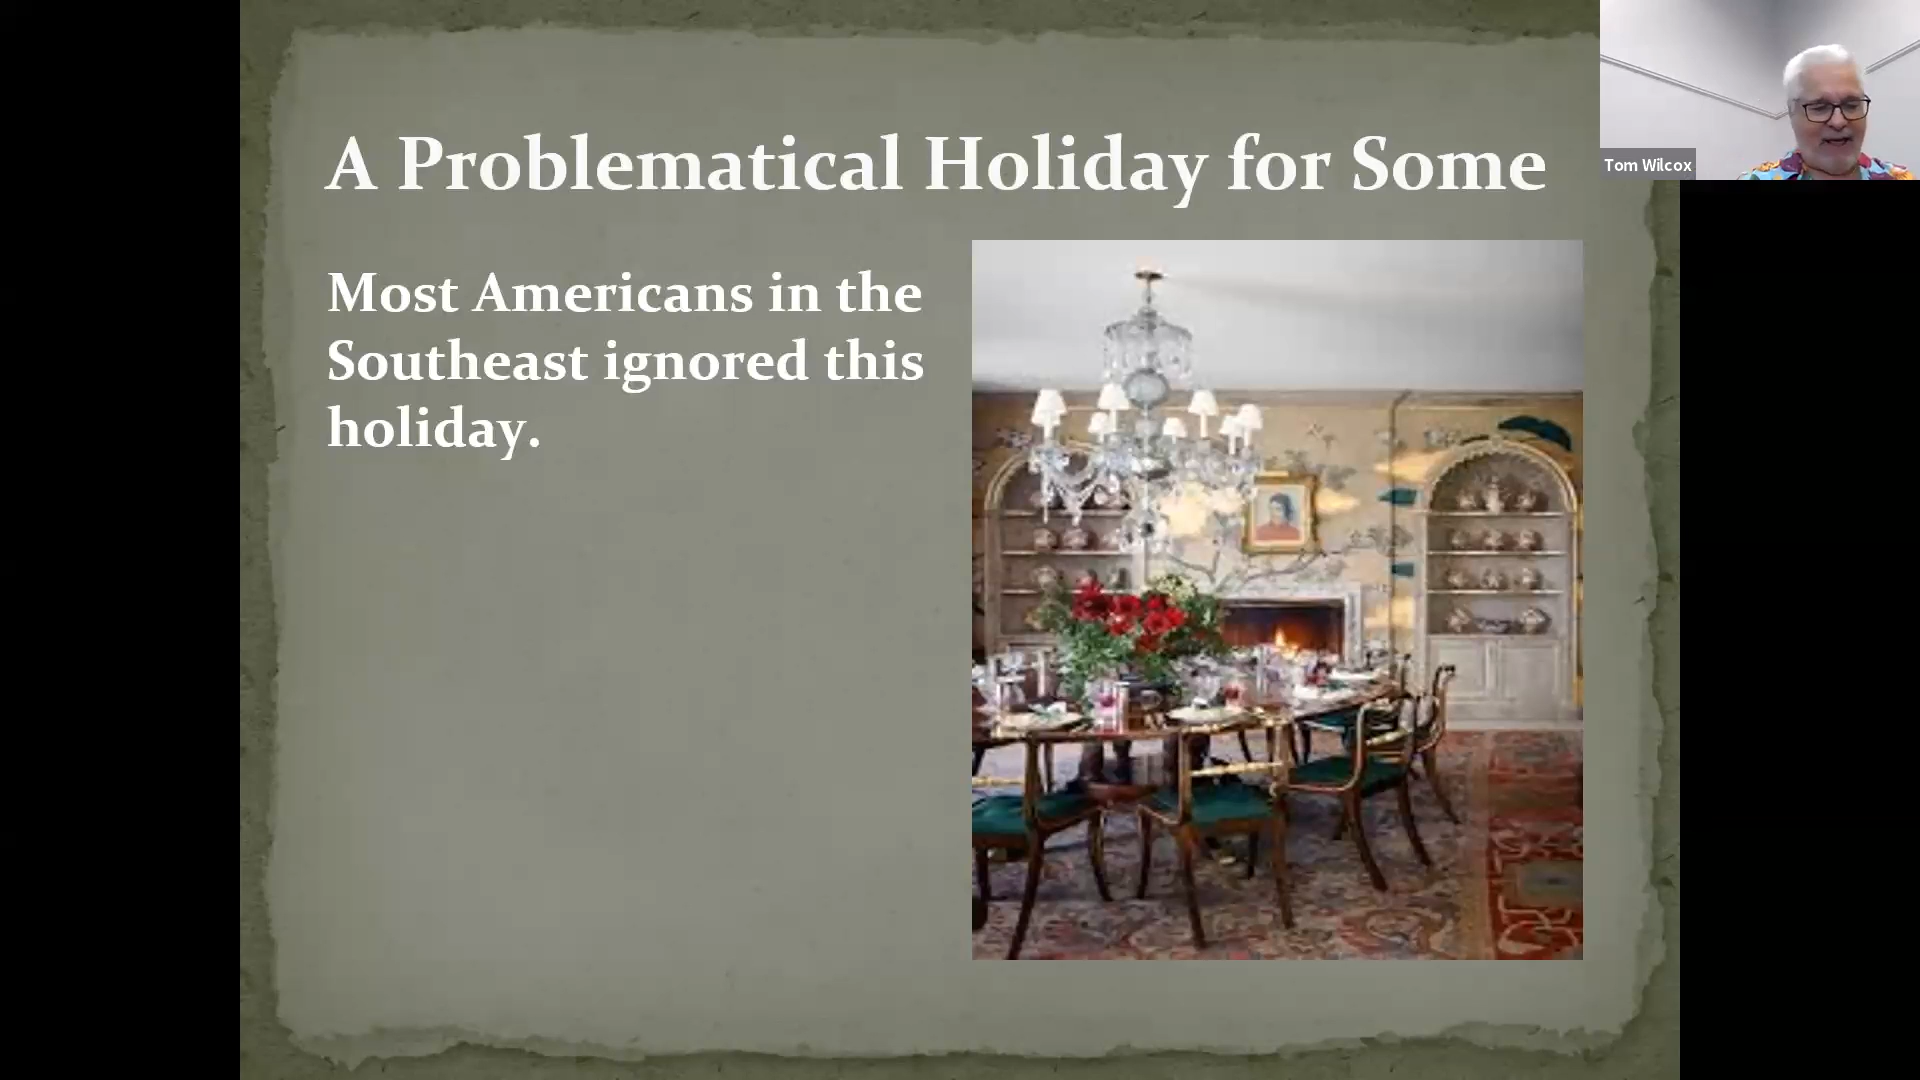 A Problematical Holiday for Some
Tom Wilcox
Most Americans in the
Southeast ignored this
holiday.